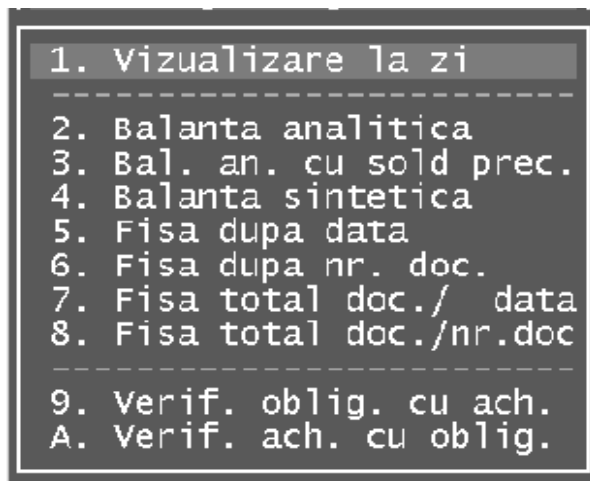 1. Vizualizare la zi
2. Balanta analitica
3. Bal. an. cu sold prec.
4. Balanta sintetica
5. Fisa dupa data
6. Fisa dupa nr. doc.
7. Fisa total doc./  data
8. Fisa total doc./nr.doc
9. Verif. oblig. cu ach.
A. Verif. ach. cu oblig.